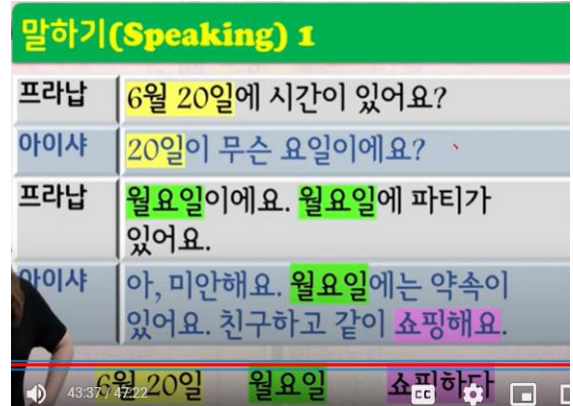 말하기(Speaking) 1
프라납 6월 20일에 시간이 있어요?
아이샤 20일이 무슨 요일이에요?
프라납 월요일이에요. 월요일에 파티가
있어요.
아이샤 아, 미안해요. 월요일에는 약속이
있어요. 친구하고 같이 쇼핑해요.
6월 20일 월요일 쇼핑하다
43:37 / 47:22 CC